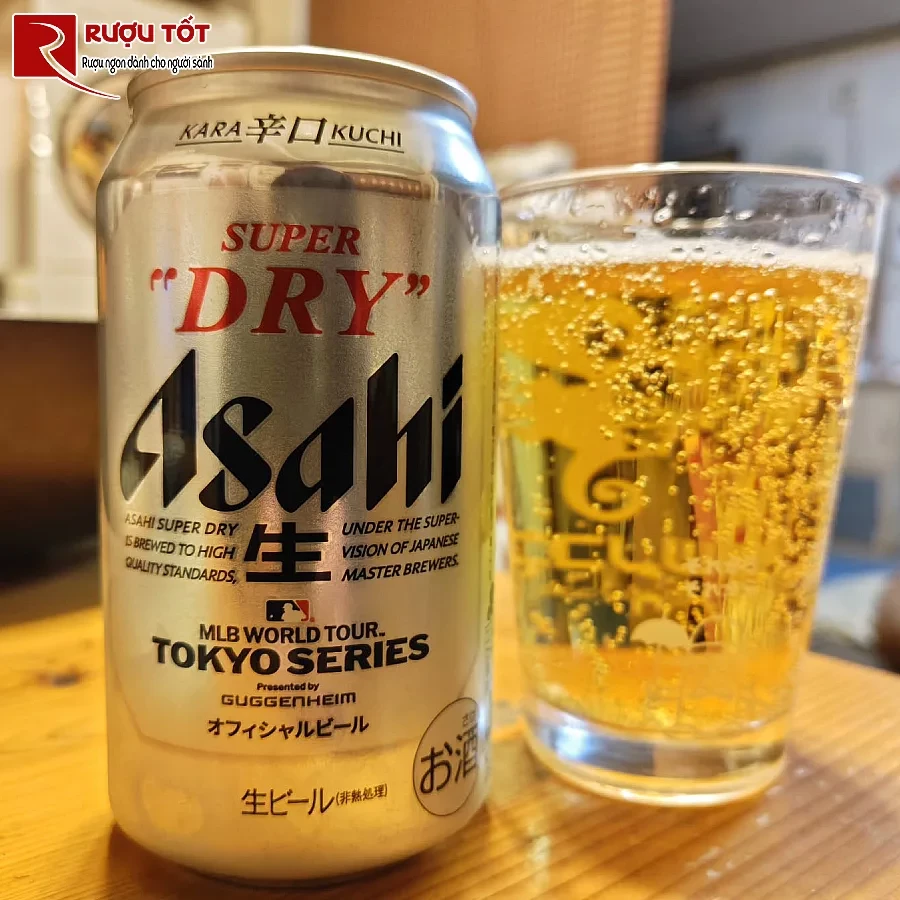 RƯỢU TỐT
Rượu ngon dành cho người sành
KARA 辛口 KUCHI
SUPER
"DRY"
Asahi
ASAHI SUPER DRY
IS BREWED TO HIGH
QUALITY STANDARDS,
生
UNDER THE SUPER-
VISION OF JAPANESE
MASTER BREWERS.
MLB WORLD TOUR™
TOKYO SERIES
Presented by
GUGGENHEIM
オフィシャルビール
お酒
生ビール(非熱処理)